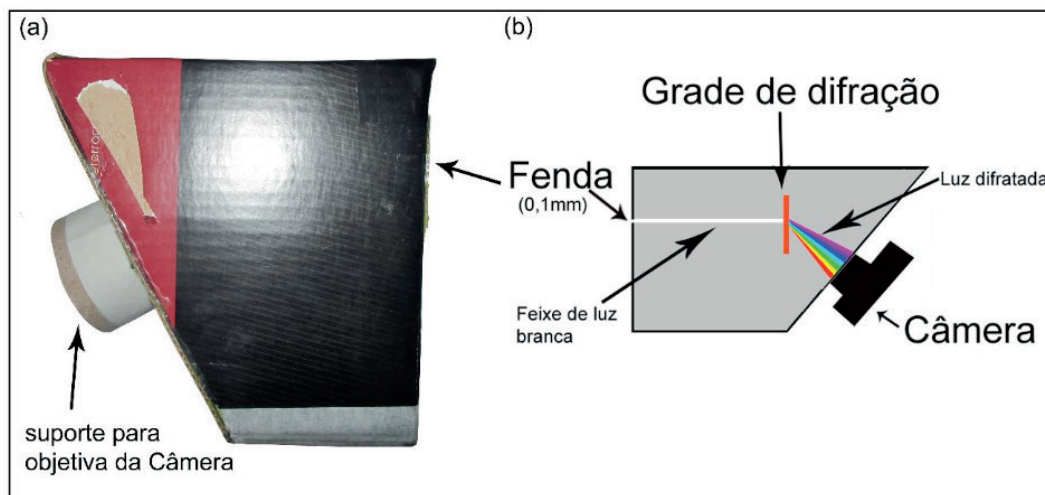 (a)
(b)
Grade de difração
Fenda
(0,1mm)
Luz difratada
Feixe de luz
branca
Câmera
suporte para
objetiva da Câmera